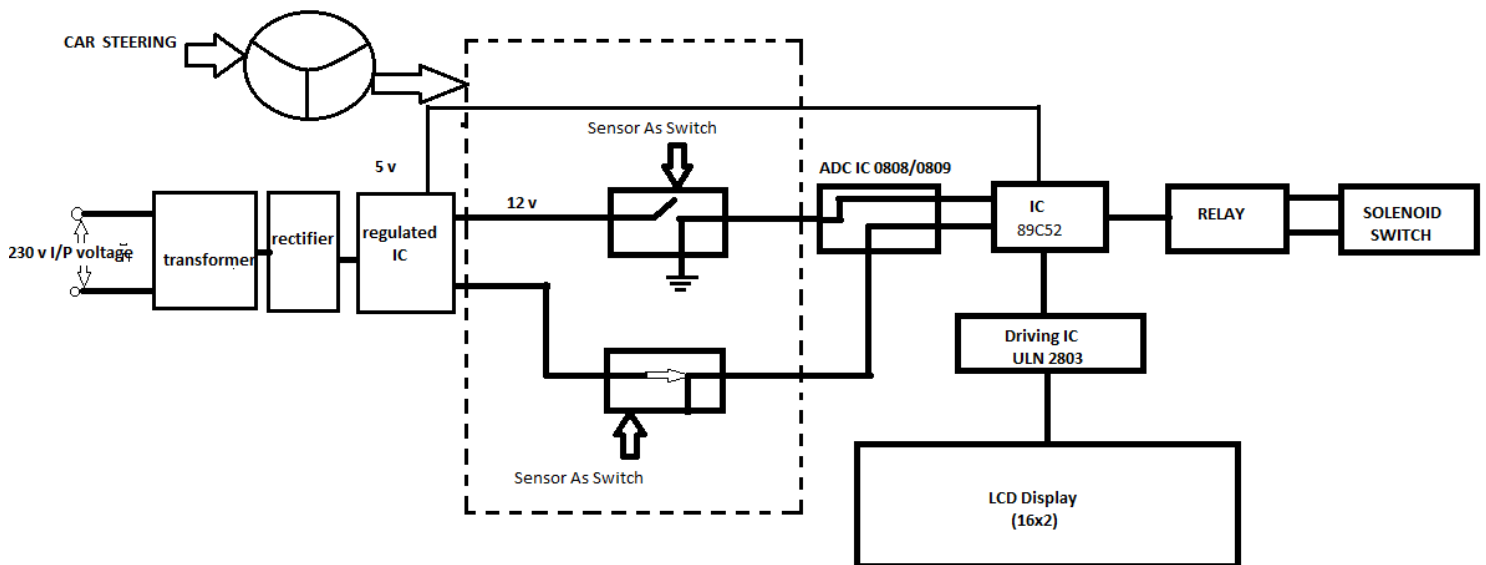 CAR STEERING
Sensor As Switch
5 v
ADC IC 0808/0809
12 v
IC
89C52
RELAY
SOLENOID
SWITCH
230 v I/P voltage
transformer
rectifier
regulated
IC
Driving IC
ULN 2803
Sensor As Switch
LCD Display
(16x2)